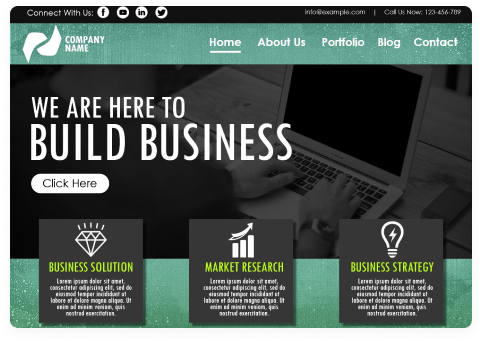 Connect With Us:
info@example.com | Call Us Now: 123-456-789
COMPANY
NAME
Home About Us Portfolio Blog Contact
WE ARE HERE TO
BUILD BUSINESS
Click Here
BUSINESS SOLUTION
Lorem ipsum dolor sit amet,
consectetur adipiscing elit, sed do
eiusmod tempor incididunt ut
labore et dolore magna aliqua. Ut
enim ad minim veniam, quis
nostrud exercitation.
MARKET RESEARCH
Lorem ipsum dolor sit amet,
consectetur adipiscing elit, sed do
eiusmod tempor incididunt ut
labore et dolore magna aliqua. Ut
enim ad minim veniam, quis
nostrud exercitation.
BUSINESS STRATEGY
Lorem ipsum dolor sit amet,
consectetur adipiscing elit, sed do
eiusmod tempor incididunt ut
labore et dolore magna aliqua. Ut
enim ad minim veniam, quis
nostrud exercitation.